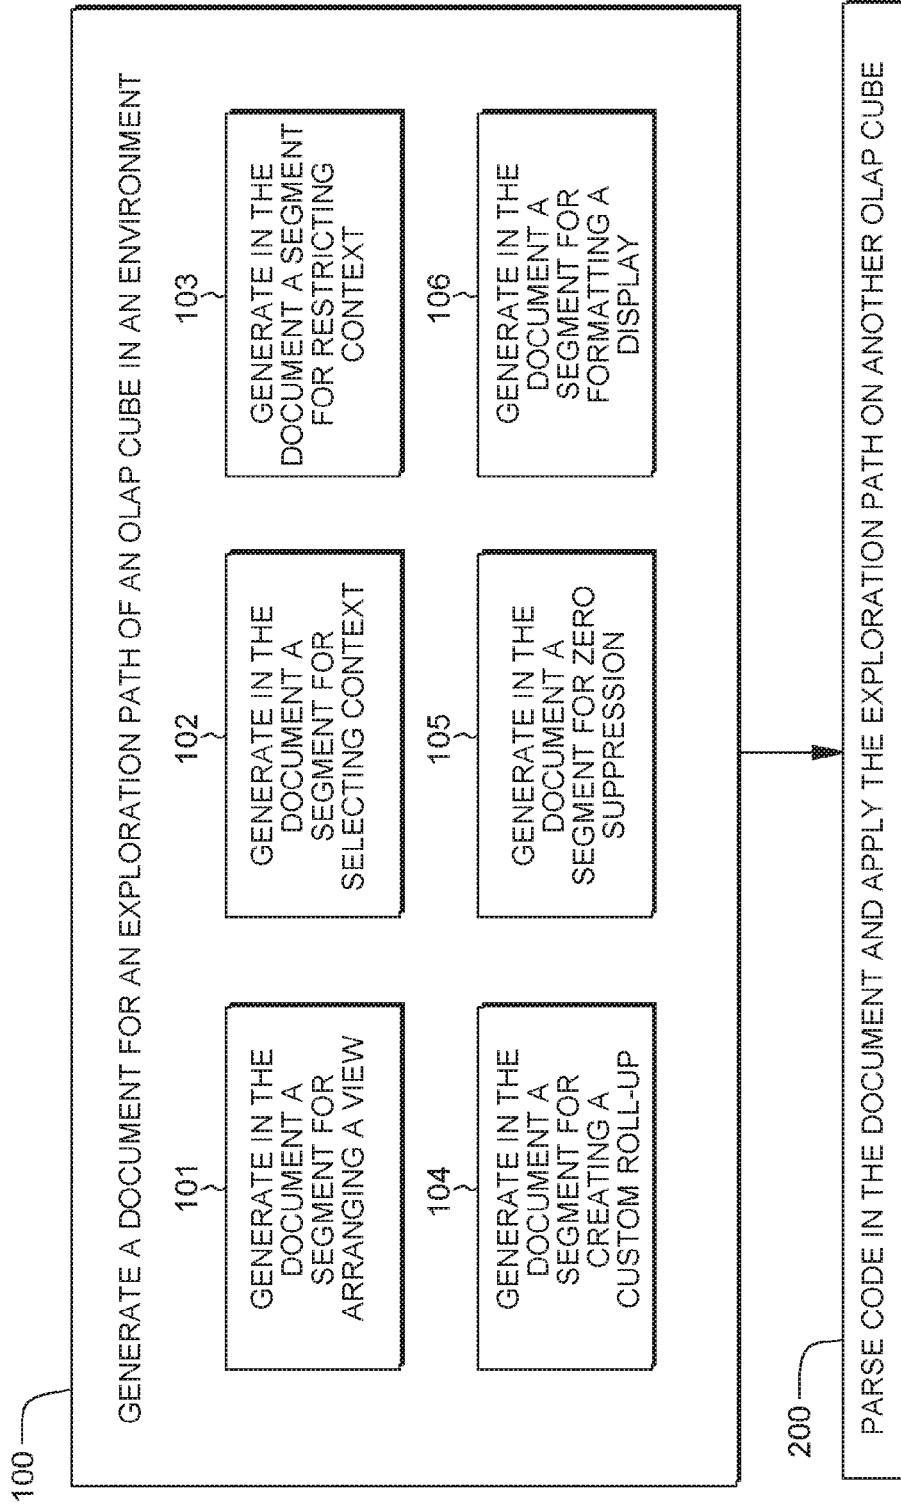 100
GENERATE A DOCUMENT FOR AN EXPLORATION PATH OF AN OLAP CUBE IN AN ENVIRONMENT
101
GENERATE IN THE
DOCUMENT A
SEGMENT FOR
ARRANGING A VIEW
102
GENERATE IN THE
DOCUMENT A
SEGMENT FOR
SELECTING CONTEXT
103
GENERATE IN THE
DOCUMENT A SEGMENT
FOR RESTRICTING
CONTEXT
104
GENERATE IN THE
DOCUMENT A
SEGMENT FOR
CREATING A
CUSTOM ROLL-UP
105
GENERATE IN THE
DOCUMENT A
SEGMENT FOR ZERO
SUPPRESSION
106
GENERATE IN THE
DOCUMENT A
SEGMENT FOR
FORMATTING A
DISPLAY
200
PARSE CODE IN THE DOCUMENT AND APPLY THE EXPLORATION PATH ON ANOTHER OLAP CUBE